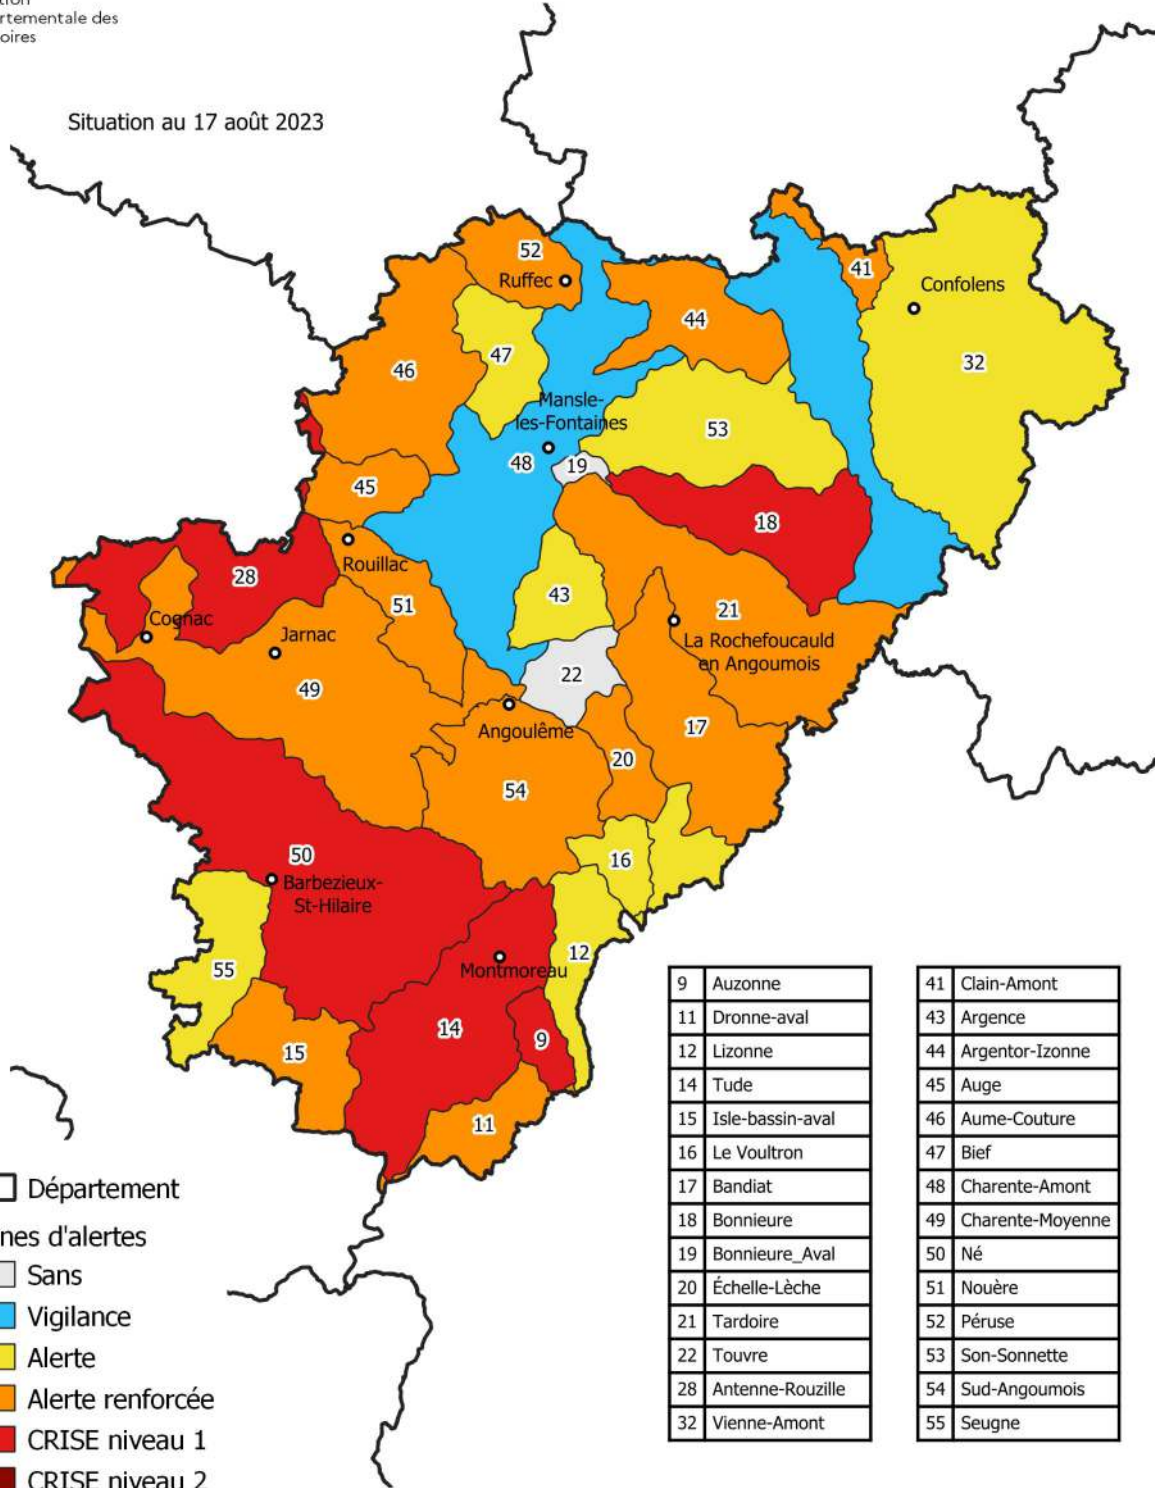 rtementale des
oires
Situation au 17 août 2023
52
Ruffec
41
Confolens
44
47
46
32
Mansle-
les-Fontaines
53
48
19
45
18
Rouillac
28
43
51
21
Cognac
Jarnac
La Rochefoucauld
en Angoumois
22
49
17
Angoulême
20
54
50
16
Barbezieux-
St-Hilaire
12
Montmoreau
55
14
9
15
11
9 Auzonne
11 Dronne-aval
12 Lizonne
14 Tude
15 Isle-bassin-aval
16 Le Voultron
17 Bandiat
18 Bonnieure
19 Bonnieure_Aval
20 Échelle-Lèche
21 Tardoire
22 Touvre
28 Antenne-Rouzille
32 Vienne-Amont
41 Clain-Amont
43 Argence
44 Argentor-Izonne
45 Auge
46 Aume-Couture
47 Bief
48 Charente-Amont
49 Charente-Moyenne
50 Né
51 Nouère
52 Péruse
53 Son-Sonnette
54 Sud-Angoumois
55 Seugne
Département
nes d'alertes
Sans
Vigilance
Alerte
Alerte renforcée
CRISE niveau 1
CRISE niveau 2